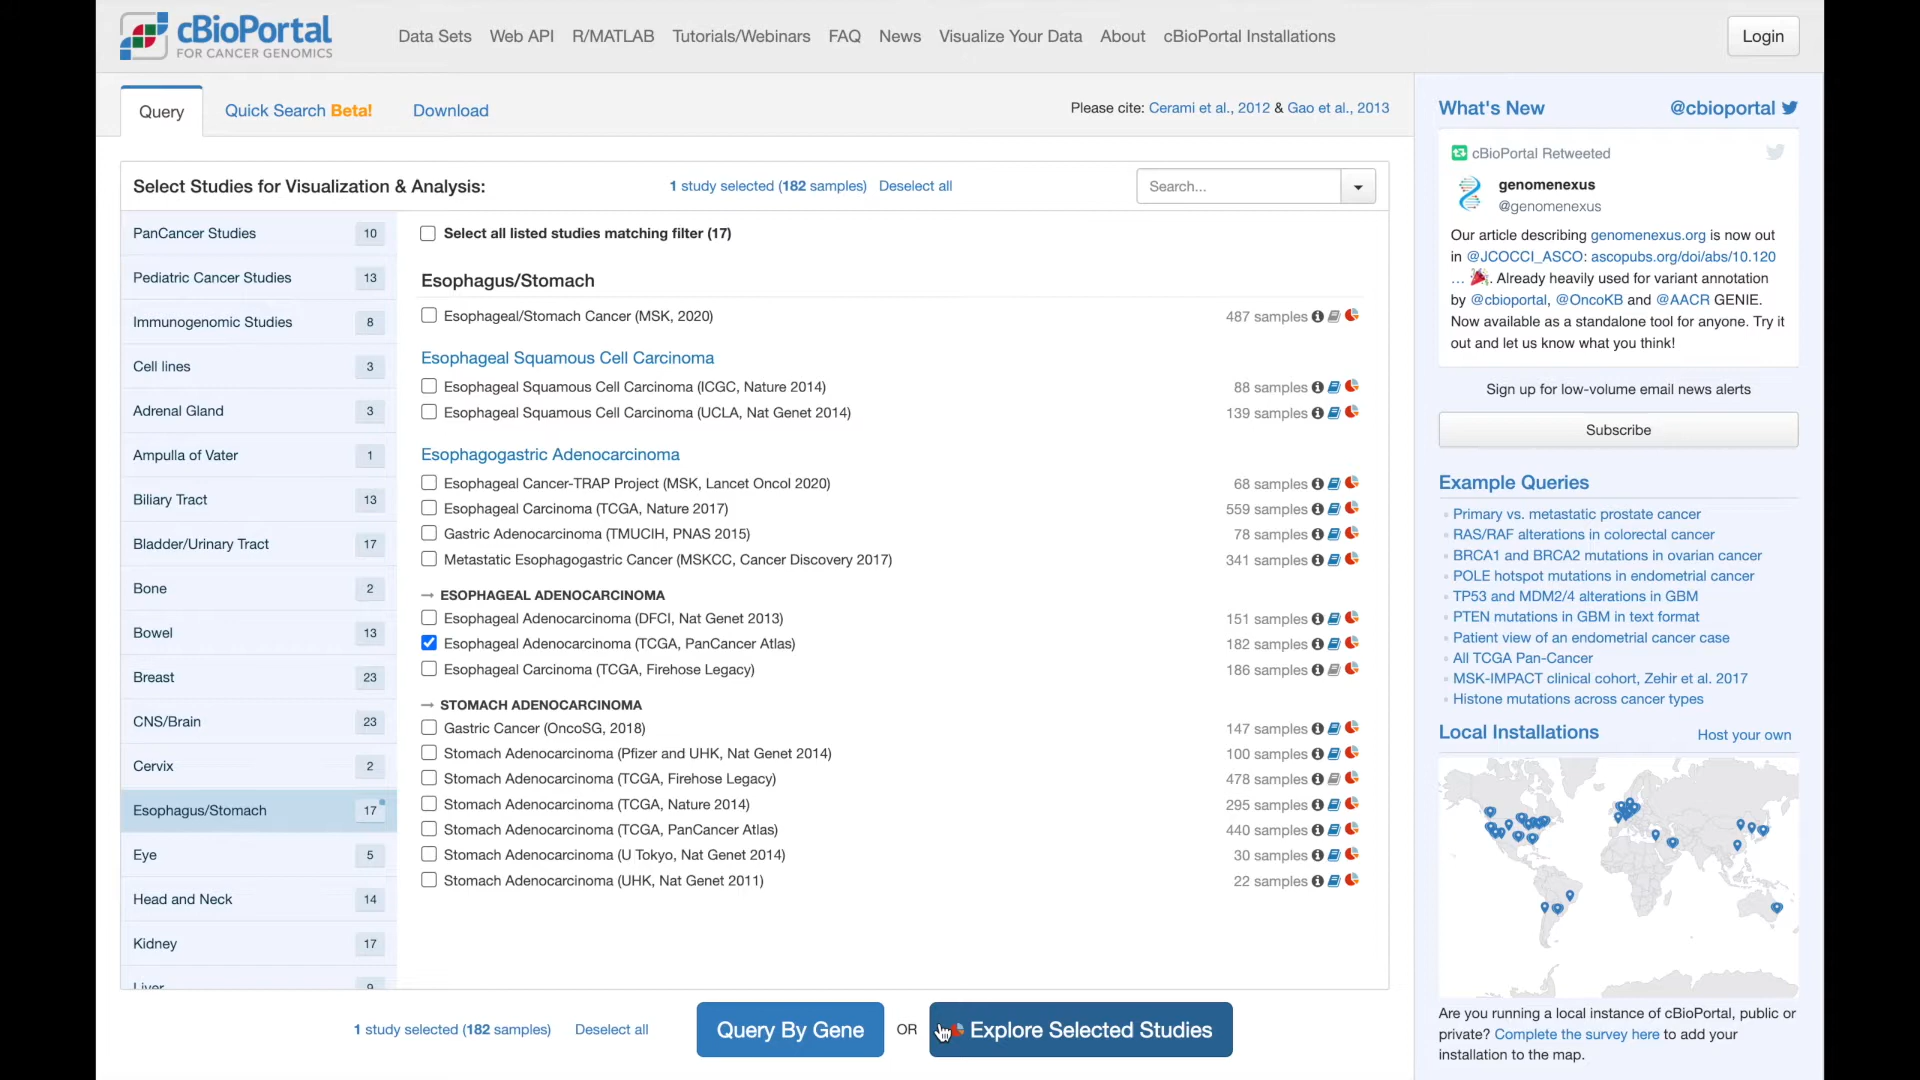 cBioPortal
FOR CANCER GENOMICS
Data Sets Web API R/MATLAB Tutorials/Webinars FAQ News Visualize Your Data About cBioPortal Installations
Login
Query Quick Search Beta! Download
Please cite: Cerami et al., 2012 & Gao et al., 2013
Select Studies for Visualization & Analysis:
1 study selected (182 samples) Deselect all
Search...
PanCancer Studies 10
Pediatric Cancer Studies 13
Immunogenomic Studies 8
Cell lines 3
Adrenal Gland 3
Ampulla of Vater 1
Biliary Tract 13
Bladder/Urinary Tract 17
Bone 2
Bowel 13
Breast 23
CNS/Brain 23
Cervix 2
Esophagus/Stomach 17
Eye 5
Head and Neck 14
Kidney 17
Liver 9
Select all listed studies matching filter (17)
Esophagus/Stomach
Esophageal/Stomach Cancer (MSK, 2020) 487 samples
Esophageal Squamous Cell Carcinoma
Esophageal Squamous Cell Carcinoma (ICGC, Nature 2014) 88 samples
Esophageal Squamous Cell Carcinoma (UCLA, Nat Genet 2014) 139 samples
Esophagogastric Adenocarcinoma
Esophageal Cancer-TRAP Project (MSK, Lancet Oncol 2020) 68 samples
Esophageal Carcinoma (TCGA, Nature 2017) 559 samples
Gastric Adenocarcinoma (TMUCIH, PNAS 2015) 78 samples
Metastatic Esophagogastric Cancer (MSKCC, Cancer Discovery 2017) 341 samples
→ ESOPHAGEAL ADENOCARCINOMA
Esophageal Adenocarcinoma (DFCI, Nat Genet 2013) 151 samples
Esophageal Adenocarcinoma (TCGA, PanCancer Atlas) 182 samples
Esophageal Carcinoma (TCGA, Firehose Legacy) 186 samples
→ STOMACH ADENOCARCINOMA
Gastric Cancer (OncoSG, 2018) 147 samples
Stomach Adenocarcinoma (Pfizer and UHK, Nat Genet 2014) 100 samples
Stomach Adenocarcinoma (TCGA, Firehose Legacy) 478 samples
Stomach Adenocarcinoma (TCGA, Nature 2014) 295 samples
Stomach Adenocarcinoma (TCGA, PanCancer Atlas) 440 samples
Stomach Adenocarcinoma (U Tokyo, Nat Genet 2014) 30 samples
Stomach Adenocarcinoma (UHK, Nat Genet 2011) 22 samples
1 study selected (182 samples) Deselect all
Query By Gene OR Explore Selected Studies
What's New @cbioportal
cBioPortal Retweeted
genomenexus
@genomenexus
Our article describing genomenexus.org is now out
in @JCOCCI_ASCO: ascopubs.org/doi/abs/10.120
… 🎉. Already heavily used for variant annotation
by @cbioportal, @OncoKB and @AACR GENIE.
Now available as a standalone tool for anyone. Try it
out and let us know what you think!
Sign up for low-volume email news alerts
Subscribe
Example Queries
Primary vs. metastatic prostate cancer
RAS/RAF alterations in colorectal cancer
BRCA1 and BRCA2 mutations in ovarian cancer
POLE hotspot mutations in endometrial cancer
TP53 and MDM2/4 alterations in GBM
PTEN mutations in GBM in text format
Patient view of an endometrial cancer case
All TCGA Pan-Cancer
MSK-IMPACT clinical cohort, Zehir et al. 2017
Histone mutations across cancer types
Local Installations Host your own
Are you running a local instance of cBioPortal, public or
private? Complete the survey here to add your
installation to the map.